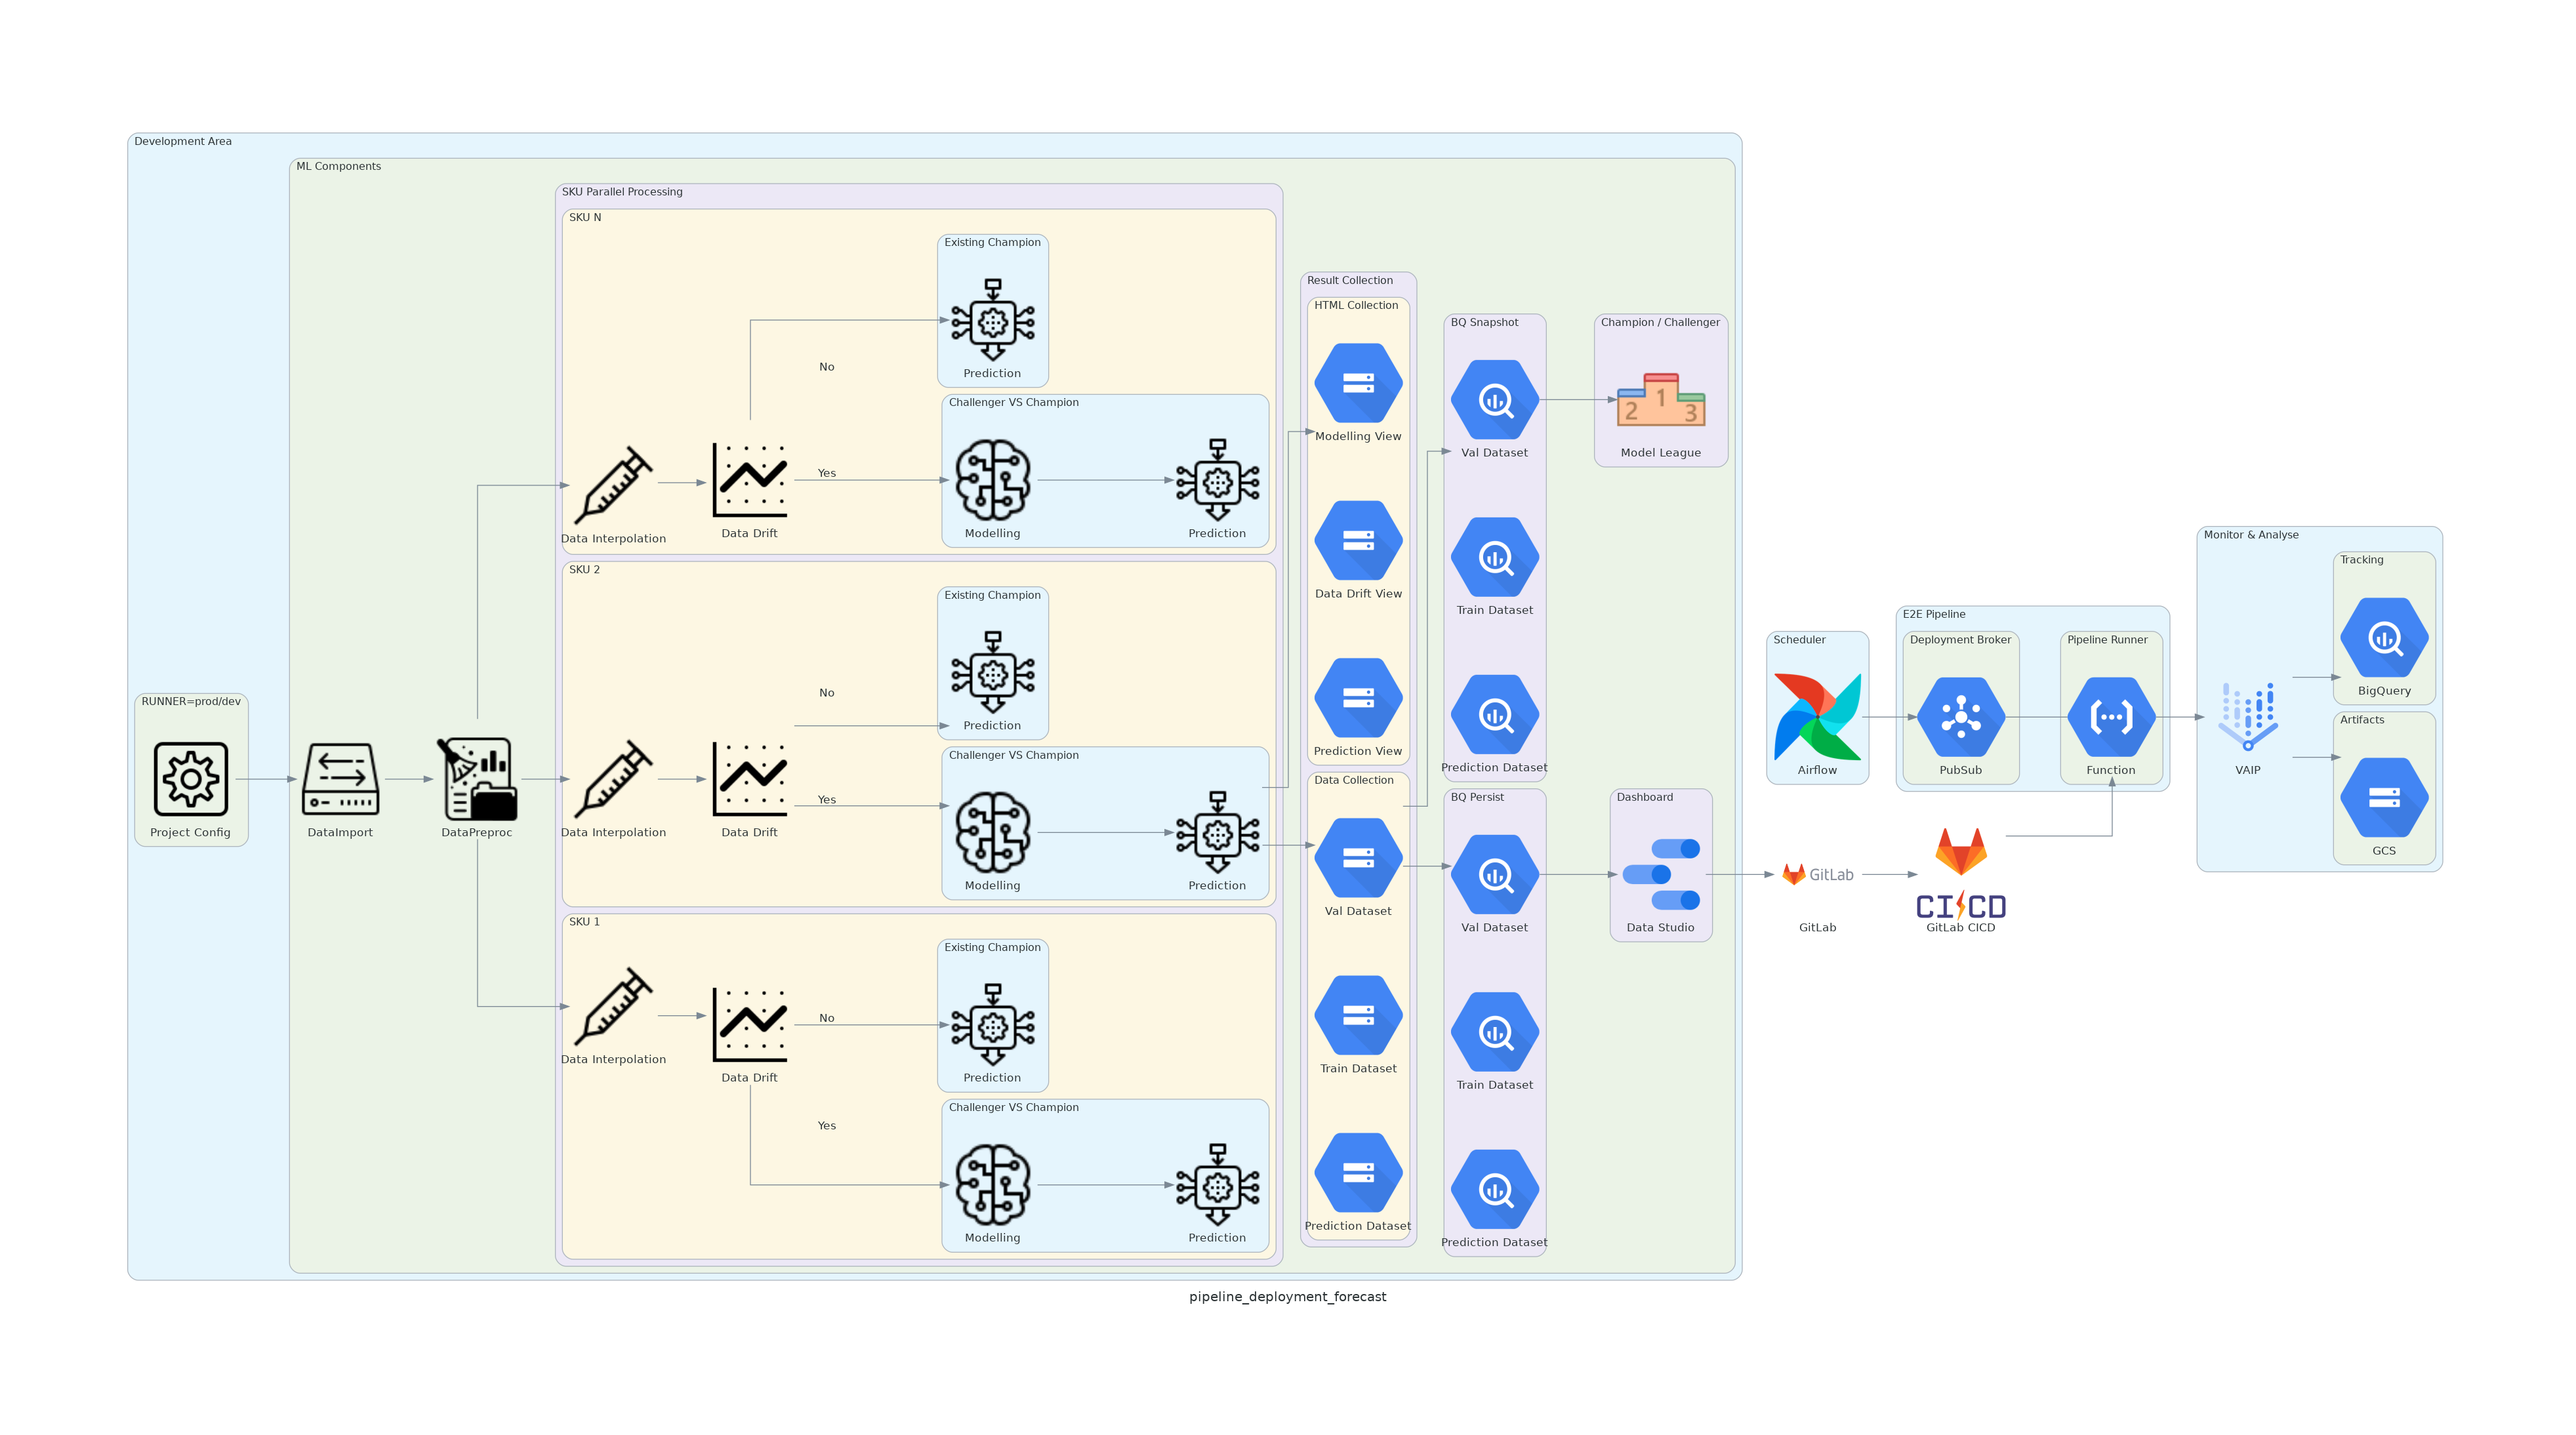 Development Area
ML Components
SKU Parallel Processing
SKU N
Existing Champion
Prediction
No
Challenger VS Champion
Data Interpolation
Data Drift
Yes
Modelling
Prediction
SKU 2
Existing Champion
Prediction
No
Challenger VS Champion
Data Interpolation
Data Drift
Yes
Modelling
Prediction
SKU 1
Existing Champion
Prediction
No
Challenger VS Champion
Data Interpolation
Data Drift
Yes
Modelling
Prediction
RUNNER=prod/dev
Project Config
DataImport
DataPreproc
Result Collection
HTML Collection
Modelling View
Data Drift View
Prediction View
Data Collection
Val Dataset
Train Dataset
Prediction Dataset
BQ Snapshot
Val Dataset
Train Dataset
Prediction Dataset
BQ Persist
Val Dataset
Train Dataset
Prediction Dataset
Champion / Challenger
2 1 3
Model League
Dashboard
Data Studio
Scheduler
Airflow
E2E Pipeline
Deployment Broker
PubSub
Pipeline Runner
Function
GitLab
GitLab
CI CD
GitLab CICD
Monitor & Analyse
VAIP
Tracking
BigQuery
Artifacts
GCS
pipeline_deployment_forecast